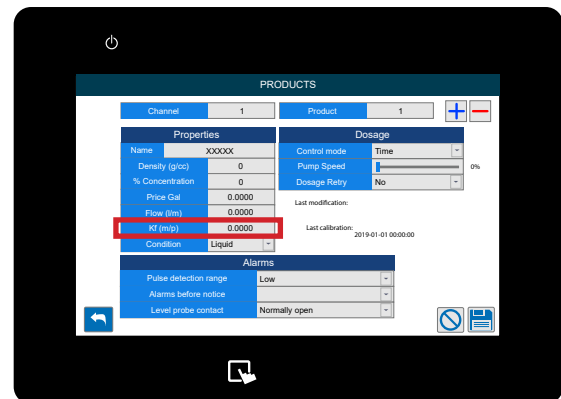 PRODUCTS
Channel 1 Product 1
Properties
Name XXXXX
Density (g/cc) 0
% Concentration 0
Price Gal 0.0000
Flow (l/m) 0.0000
Kf (m/p) 0.0000
Condition Liquid
Dosage
Control mode Time
Pump Speed 0%
Dosage Retry No
Last modification:
Last calibration:
2019-01-01 00:00:00
Alarms
Pulse detection range Low
Alarms before notice
Level probe contact Normally open